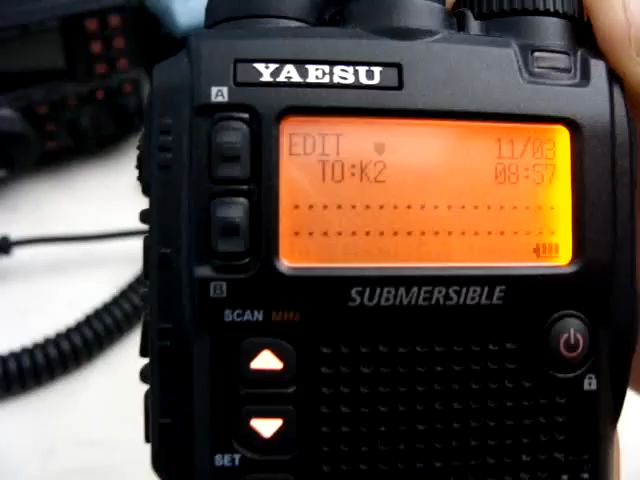 YAESU
A
EDIT 11/03
TO:K2 08:57
B
SUBMERSIBLE
SCAN MHz
SET